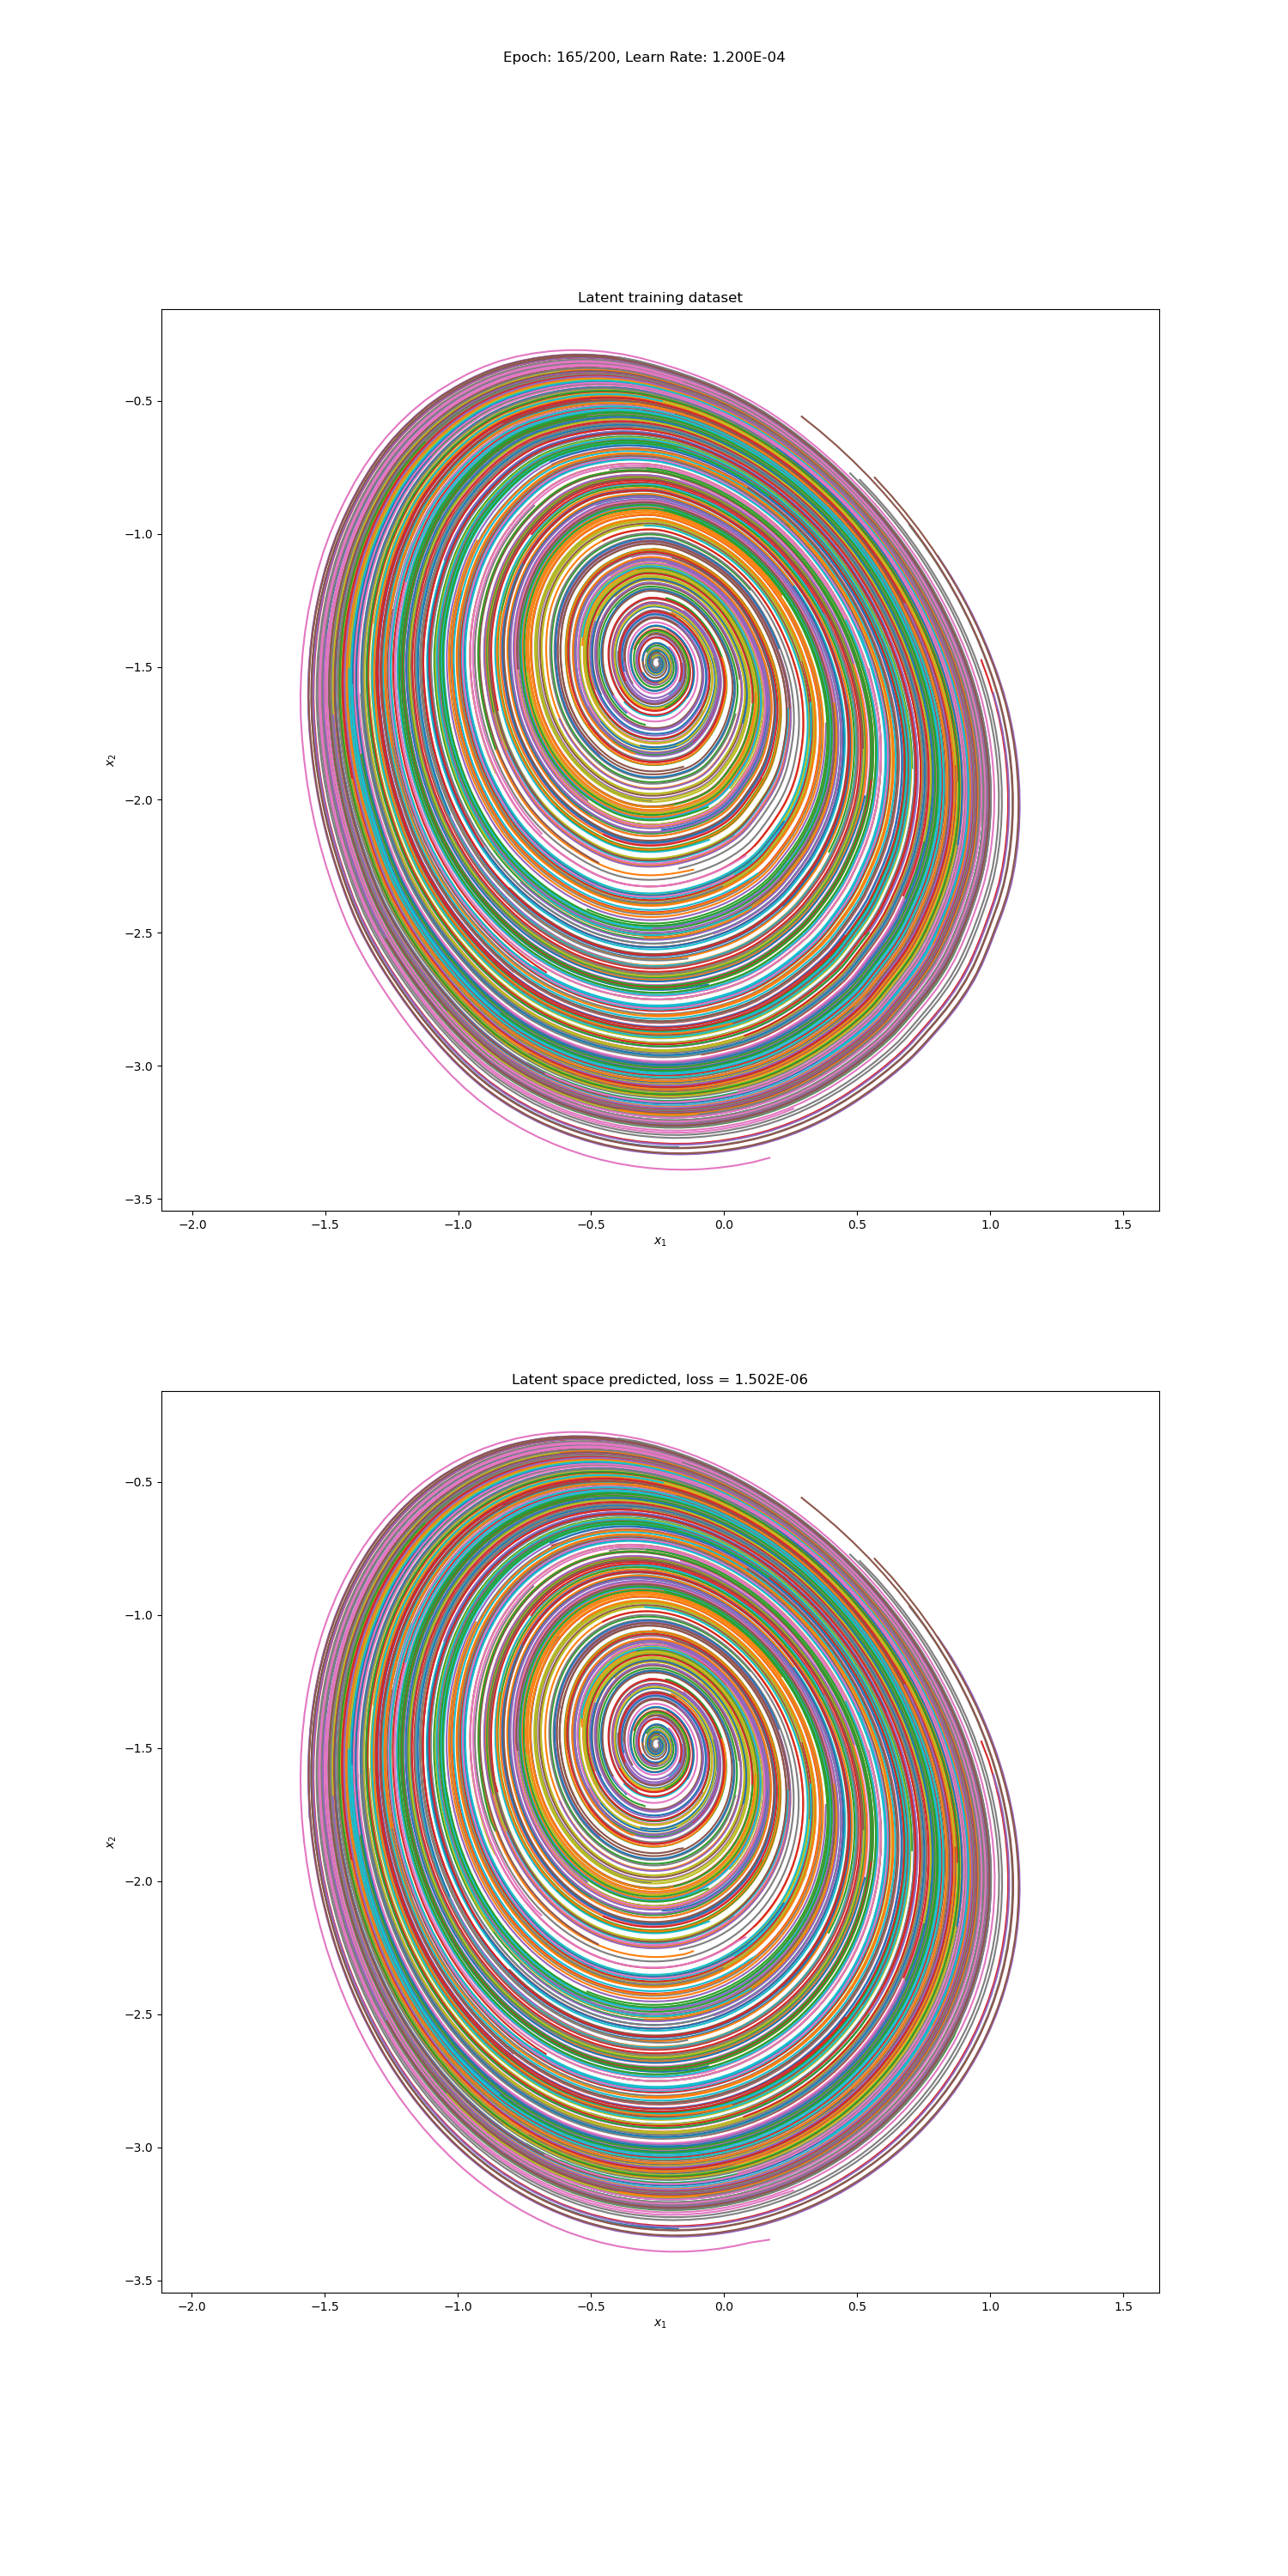 Epoch: 165/200, Learn Rate: 1.200E-04
Latent training dataset
−0.5
−1.0
−1.5
−2.0
−2.5
−3.0
−3.5
x₂
−2.0 −1.5 −1.0 −0.5 0.0 0.5 1.0 1.5
x₁
Latent space predicted, loss = 1.502E-06
−0.5
−1.0
−1.5
−2.0
−2.5
−3.0
−3.5
x₂
−2.0 −1.5 −1.0 −0.5 0.0 0.5 1.0 1.5
x₁